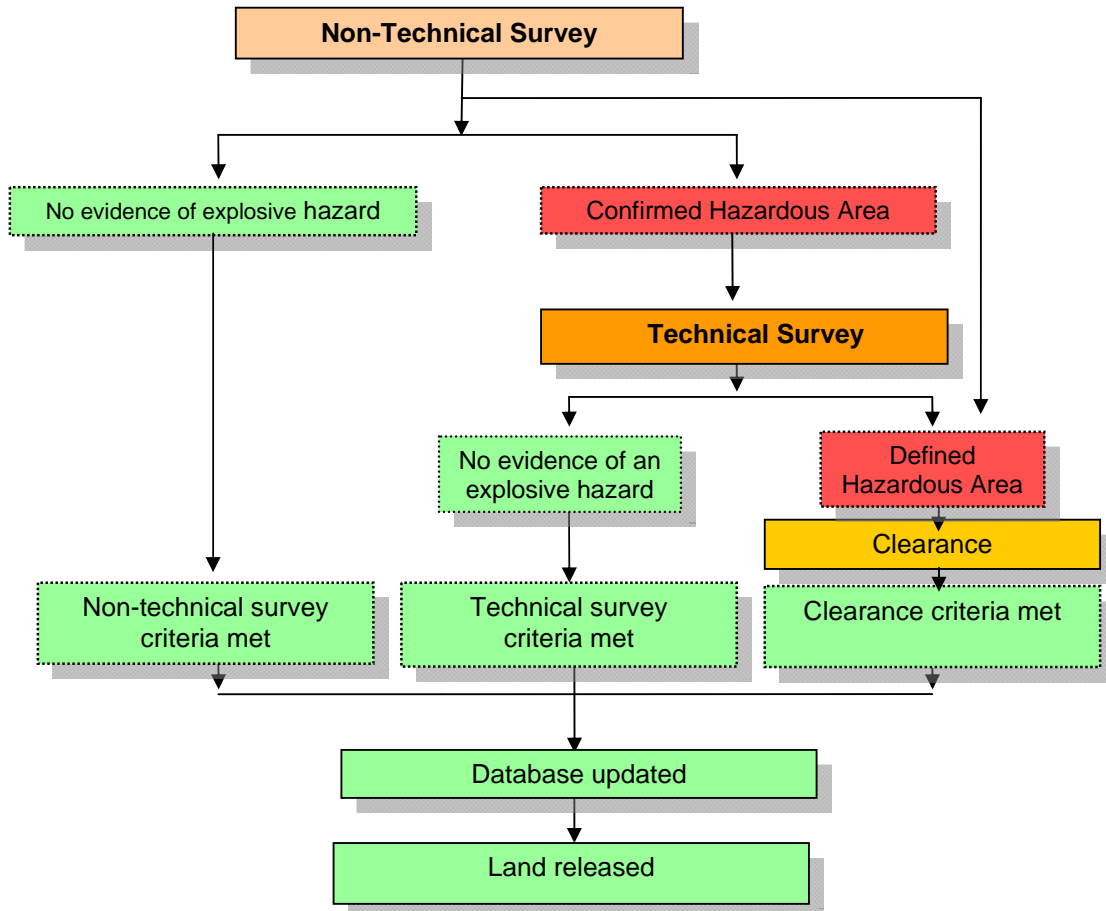 Non-Technical Survey
No evidence of explosive hazard
Confirmed Hazardous Area
Technical Survey
No evidence of an
explosive hazard
Defined
Hazardous Area
Clearance
Non-technical survey
criteria met
Technical survey
criteria met
Clearance criteria met
Database updated
Land released